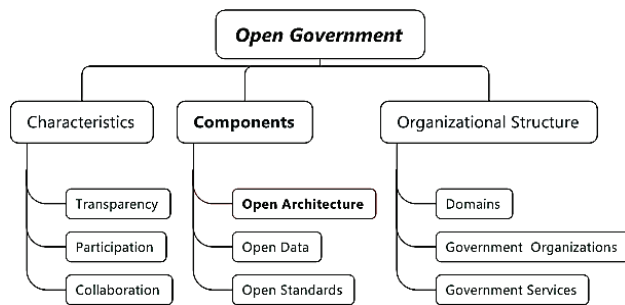 Open Government
Characteristics
Components
Organizational Structure
Transparency
Participation
Collaboration
Open Architecture
Open Data
Open Standards
Domains
Government Organizations
Government Services